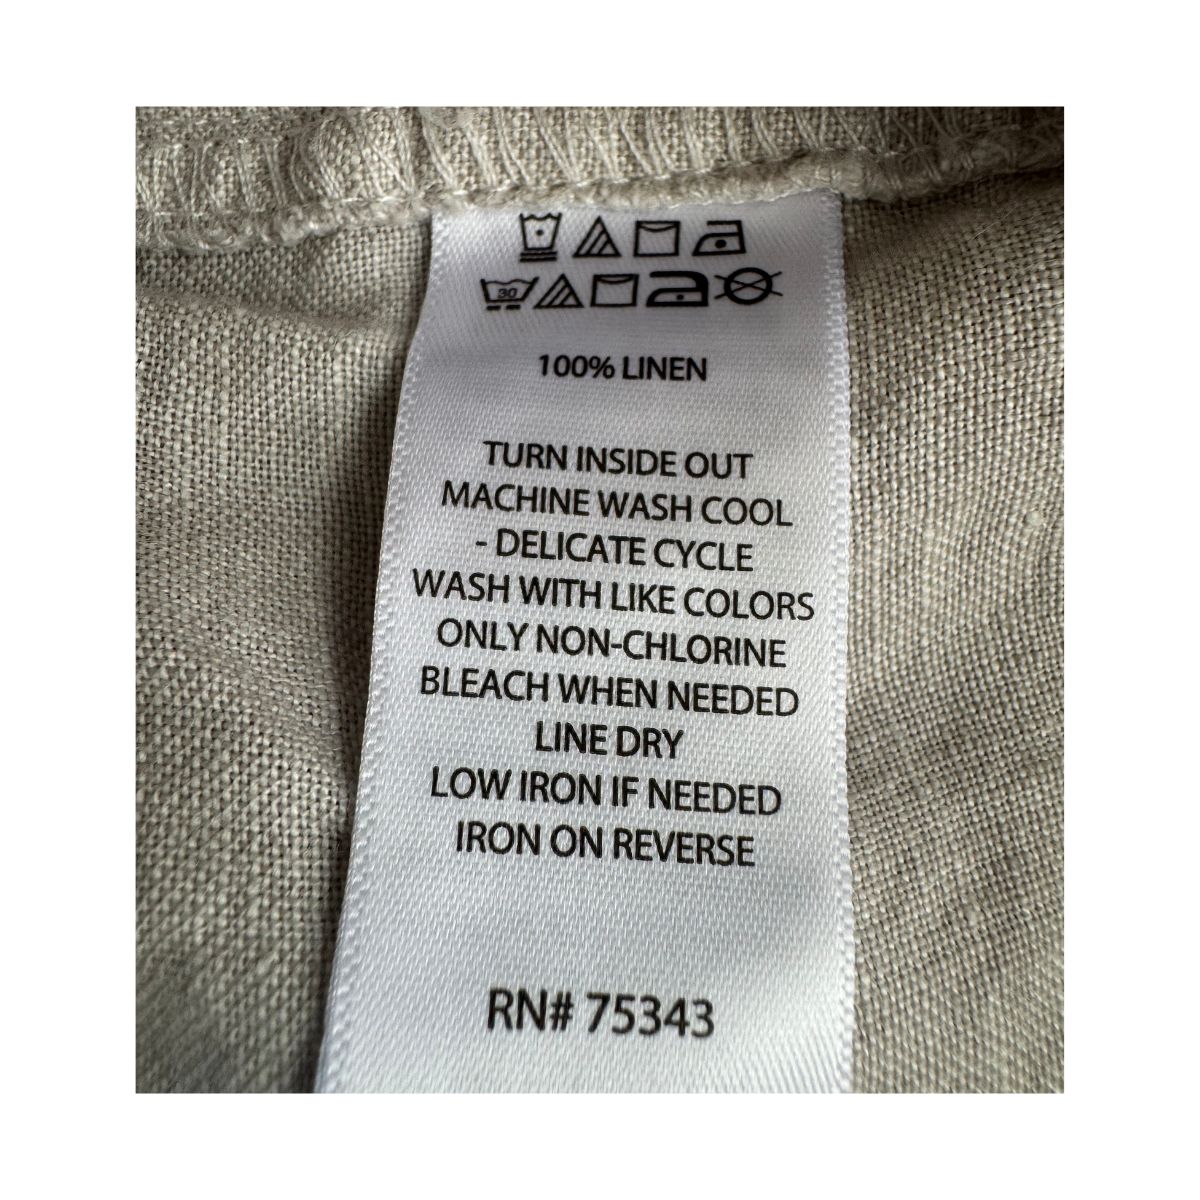 30
100% LINEN
TURN INSIDE OUT
MACHINE WASH COOL
- DELICATE CYCLE
WASH WITH LIKE COLORS
ONLY NON-CHLORINE
BLEACH WHEN NEEDED
LINE DRY
LOW IRON IF NEEDED
IRON ON REVERSE
RN# 75343